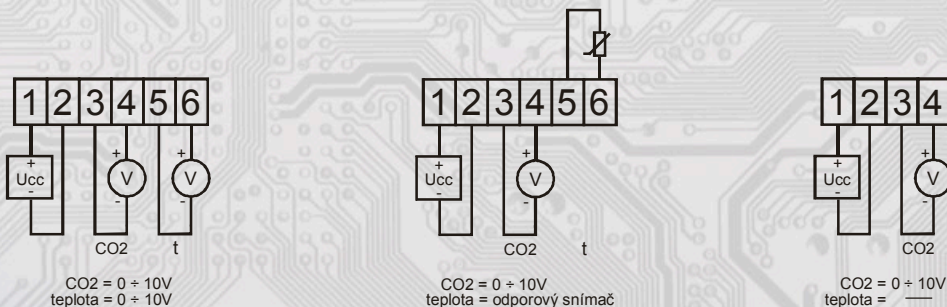 1 2 3 4 5 6
+ Ucc -
+ V -
+ V -
CO2 t
CO2 = 0 ÷ 10V
teplota = 0 ÷ 10V
1 2 3 4 5 6
+ Ucc -
+ V -
CO2 t
CO2 = 0 ÷ 10V
teplota = odporový snímač
1 2 3 4
+ Ucc -
+ V -
CO2
CO2 = 0 ÷ 10V
teplota = ——